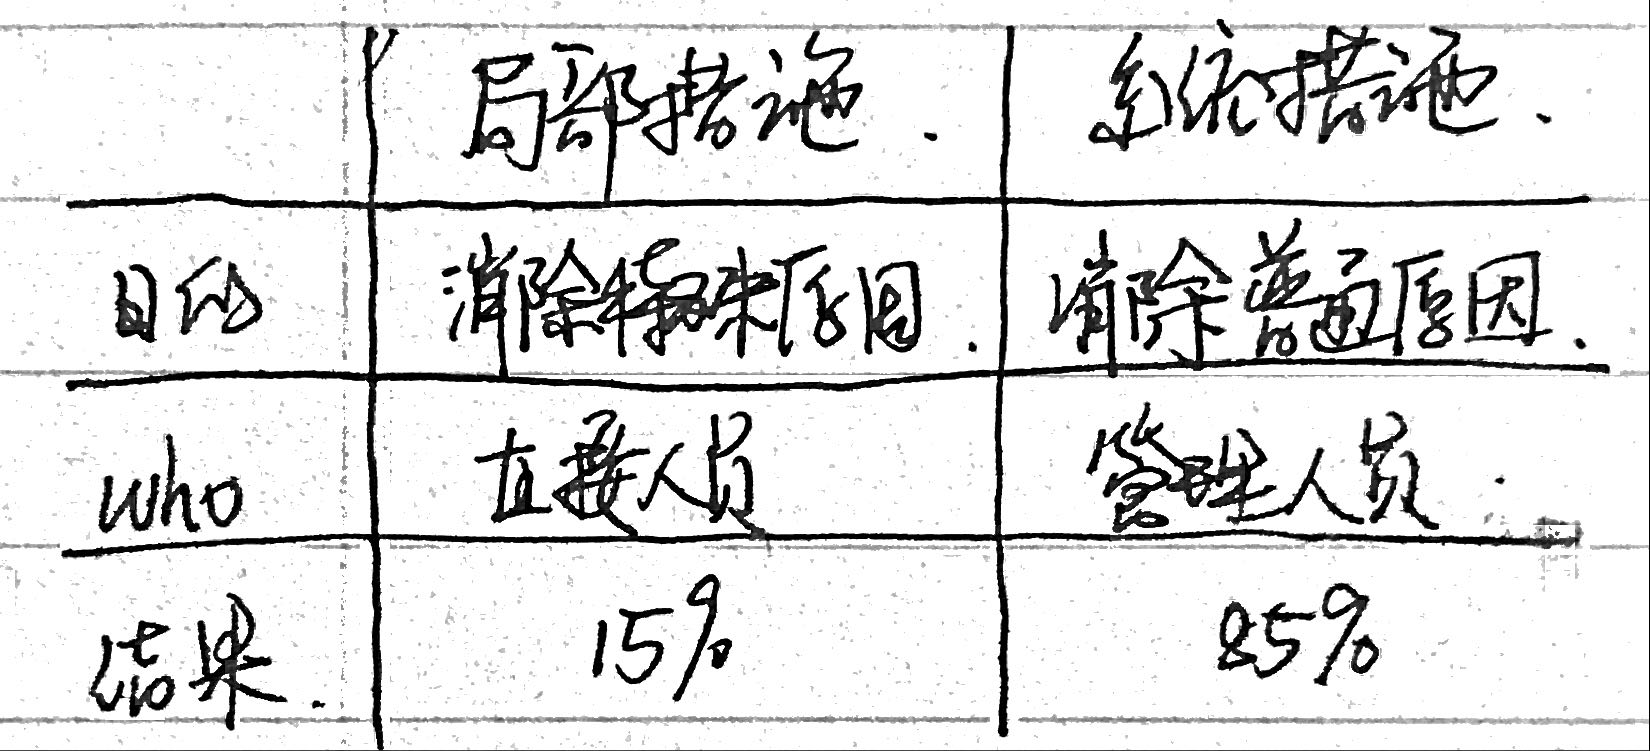 局部措施. 系统措施.
目的 消除特殊原因. 消除普通原因.
who 直接人员 管理人员.
结果. 15% 85%